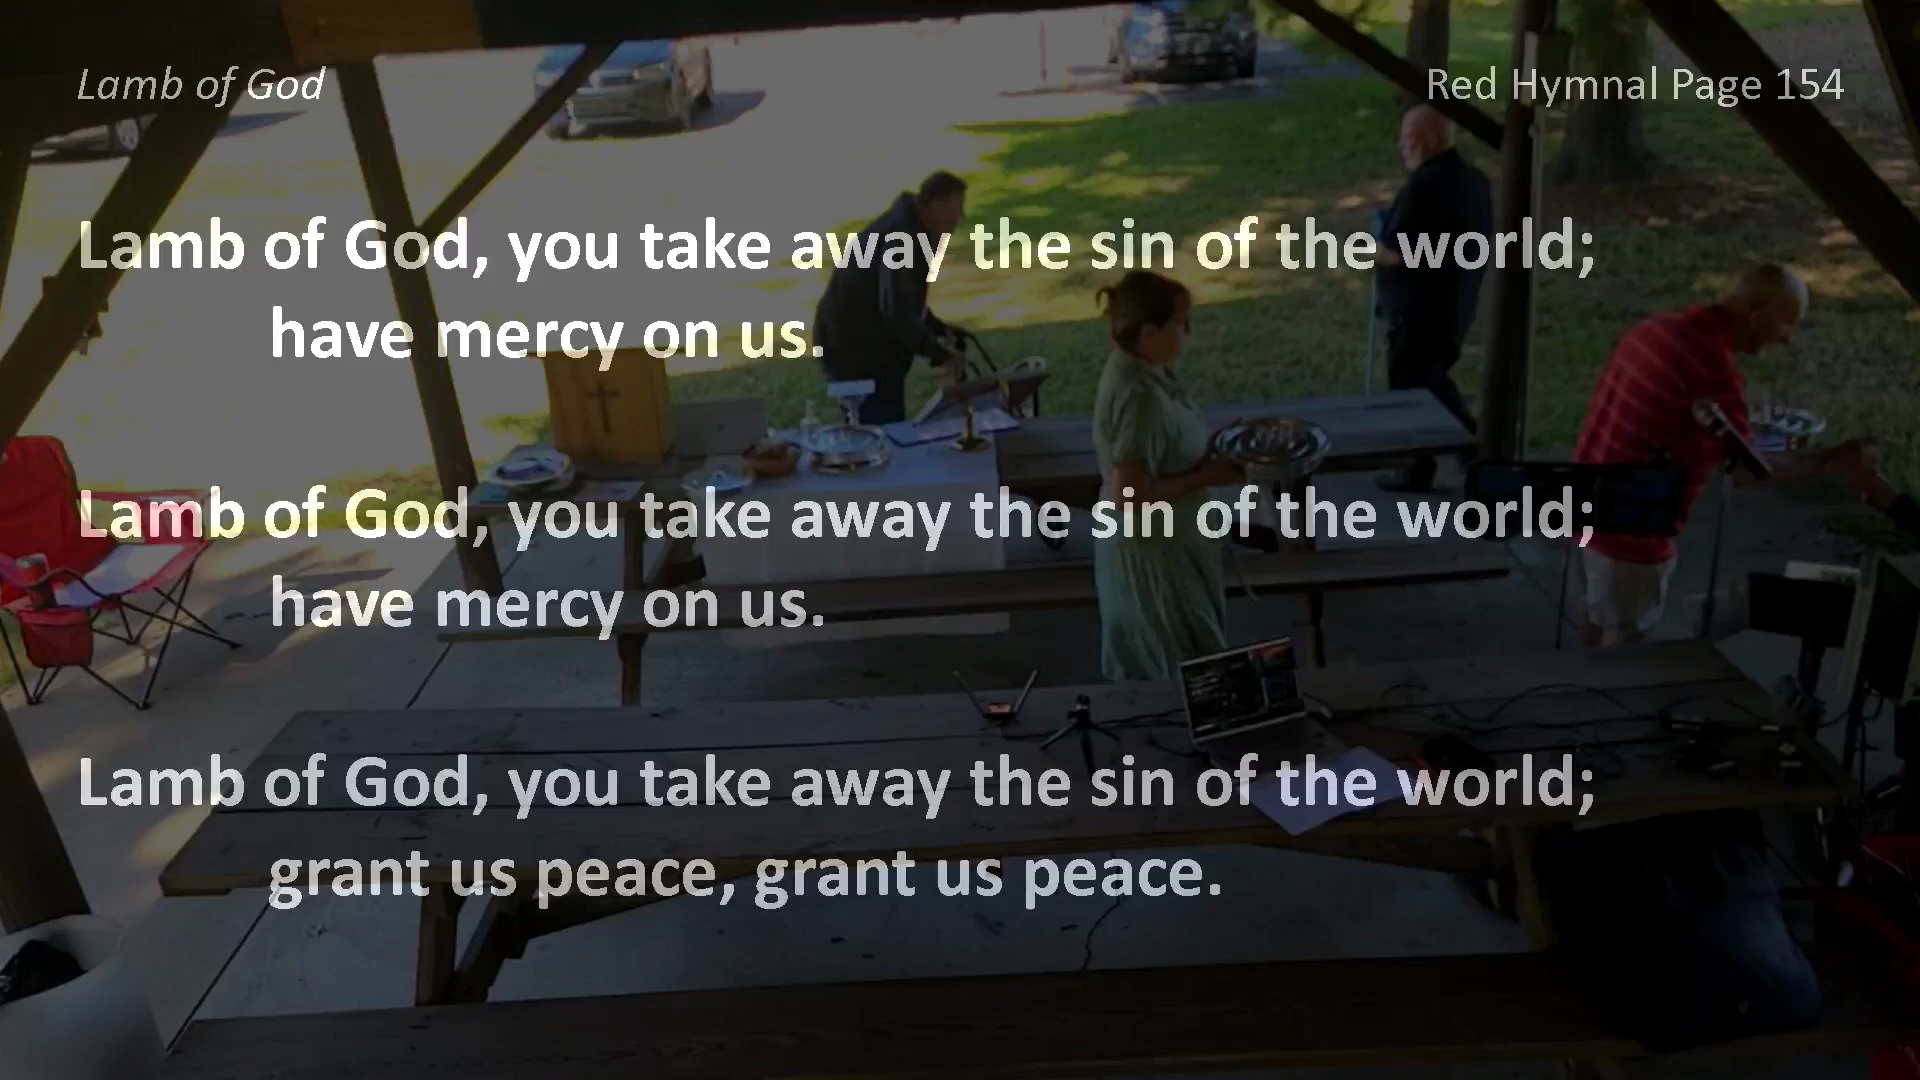 Lamb of God
Red Hymnal Page 154
Lamb of God, you take away the sin of the world;
have mercy on us.
Lamb of God, you take away the sin of the world;
have mercy on us.
Lamb of God, you take away the sin of the world;
grant us peace, grant us peace.